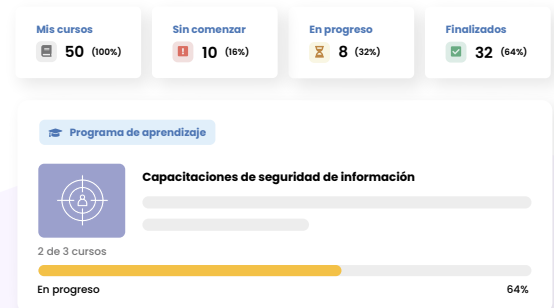 Mis cursos
50 (100%)
Sin comenzar
10 (16%)
En progreso
8 (32%)
Finalizados
32 (64%)
Programa de aprendizaje
Capacitaciones de seguridad de información
2 de 3 cursos
En progreso 64%